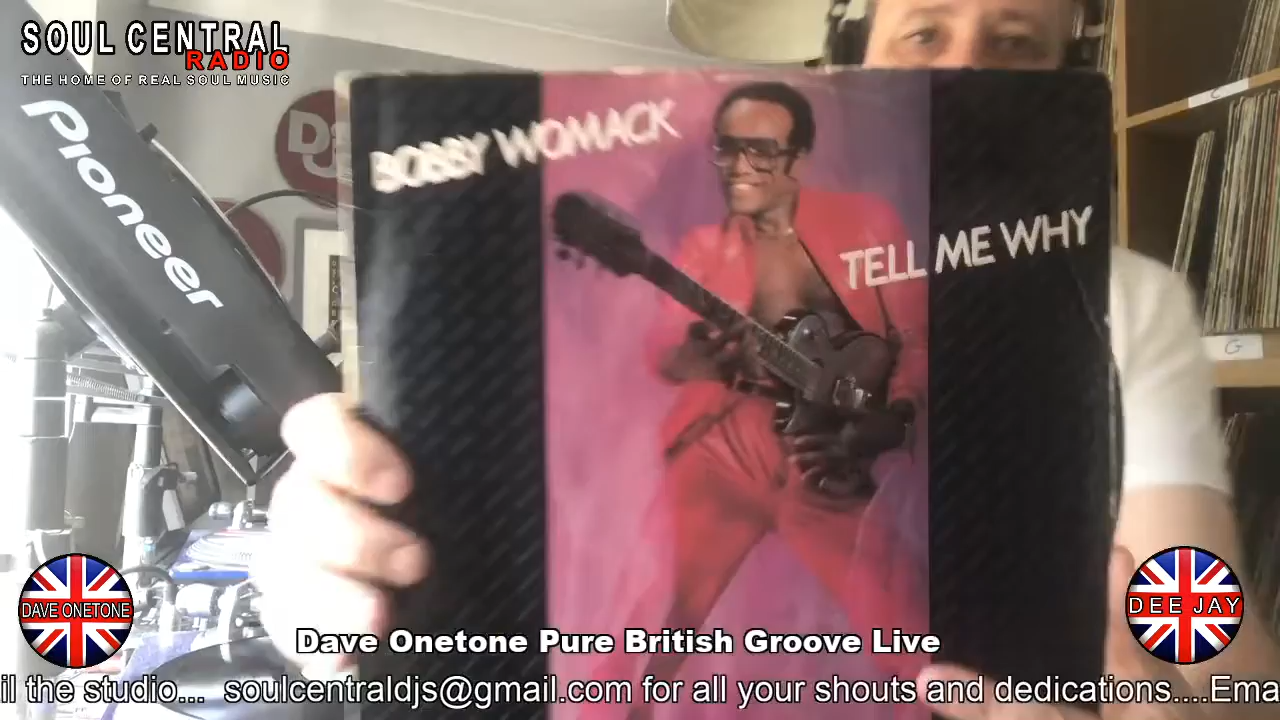 SOUL CENTRAL
RADIO
THE HOME OF REAL SOUL MUSIC
Pioneer
BOBBY WOMACK
TELL ME WHY
G
DAVE ONETONE
DEE JAY
Dave Onetone Pure British Groove Live
il the studio... soulcentraldjs@gmail.com for all your shouts and dedications....Ema